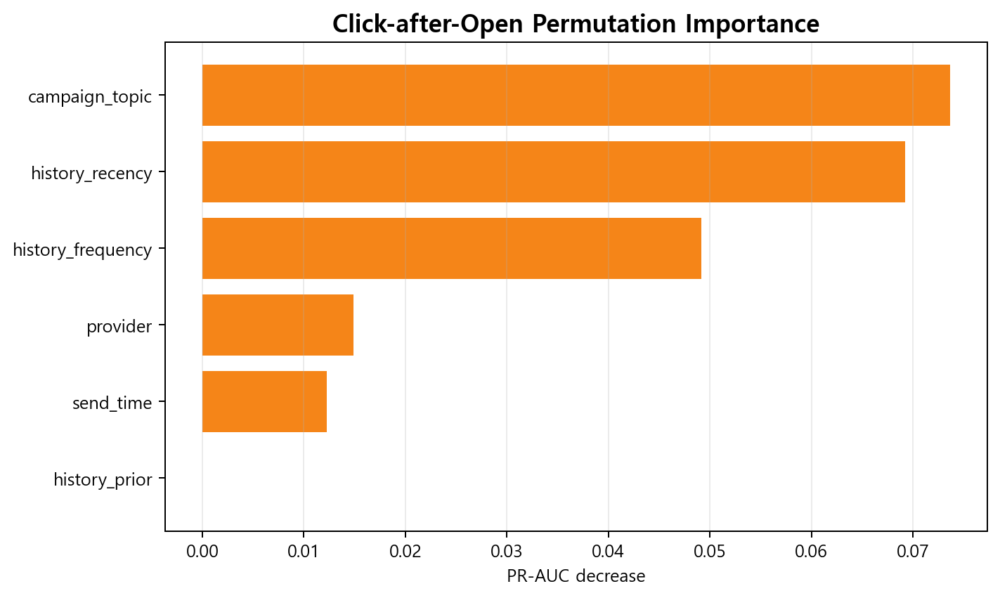 Click-after-Open Permutation Importance
campaign_topic
history_recency
history_frequency
provider
send_time
history_prior
0.00 0.01 0.02 0.03 0.04 0.05 0.06 0.07
PR-AUC decrease